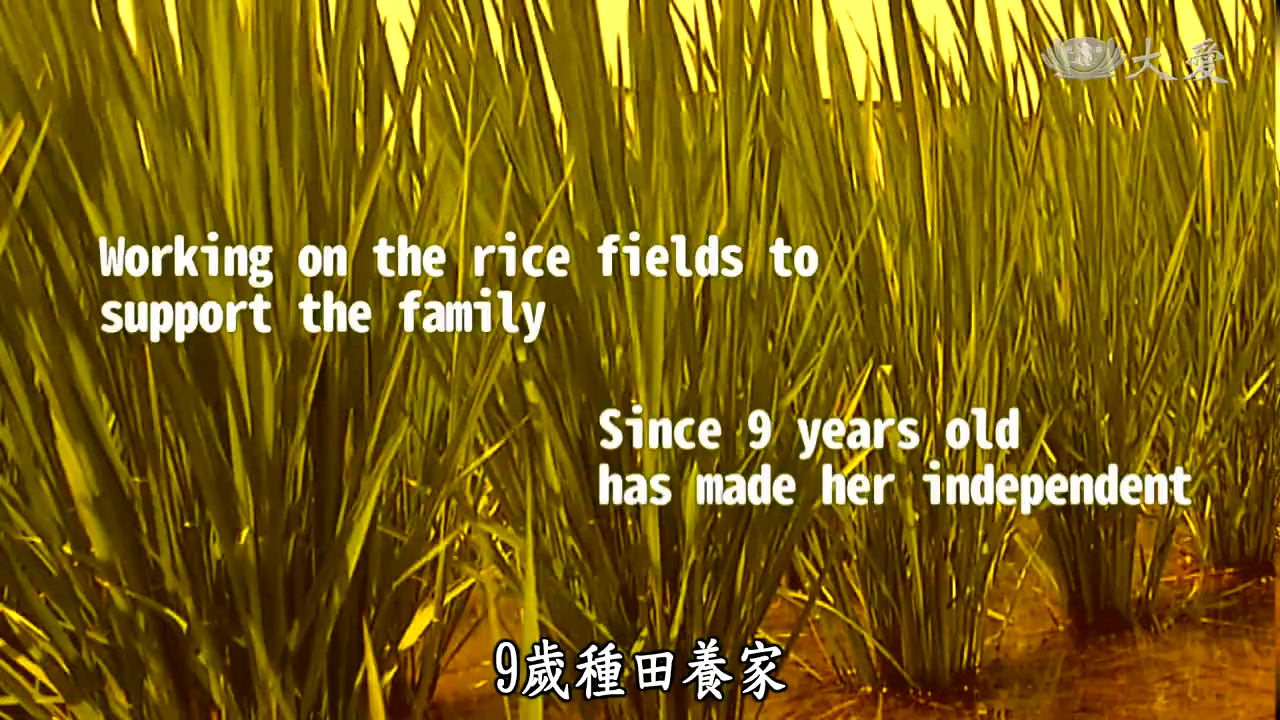 大愛
Working on the rice fields to
support the family
Since 9 years old
has made her independent
9歲種田養家